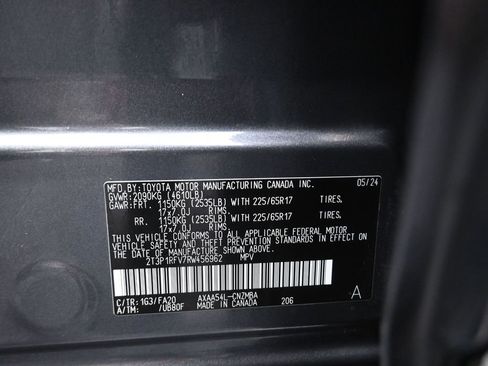 MFD.BY:TOYOTA MOTOR MANUFACTURING CANADA INC. 05/24
GVWR:2090KG (4610LB)
GAWR:FRT. 1150KG (2535LB) WITH 225/65R17 TIRES.
17x7.0J RIMS
RR. 1150KG (2535LB) WITH 225/65R17 TIRES.
17x7.0J RIMS
THIS VEHICLE CONFORMS TO ALL APPLICABLE FEDERAL MOTOR
VEHICLE SAFETY AND BUMPER STANDARDS IN EFFECT ON THE DATE
OF MANUFACTURE SHOWN ABOVE.
2T3P1RFV7RW456962 MPV
C/TR:1G3/FA20 AXAA54L-CNZMBA 206 A
A/TM: /UB80F MADE IN CANADA